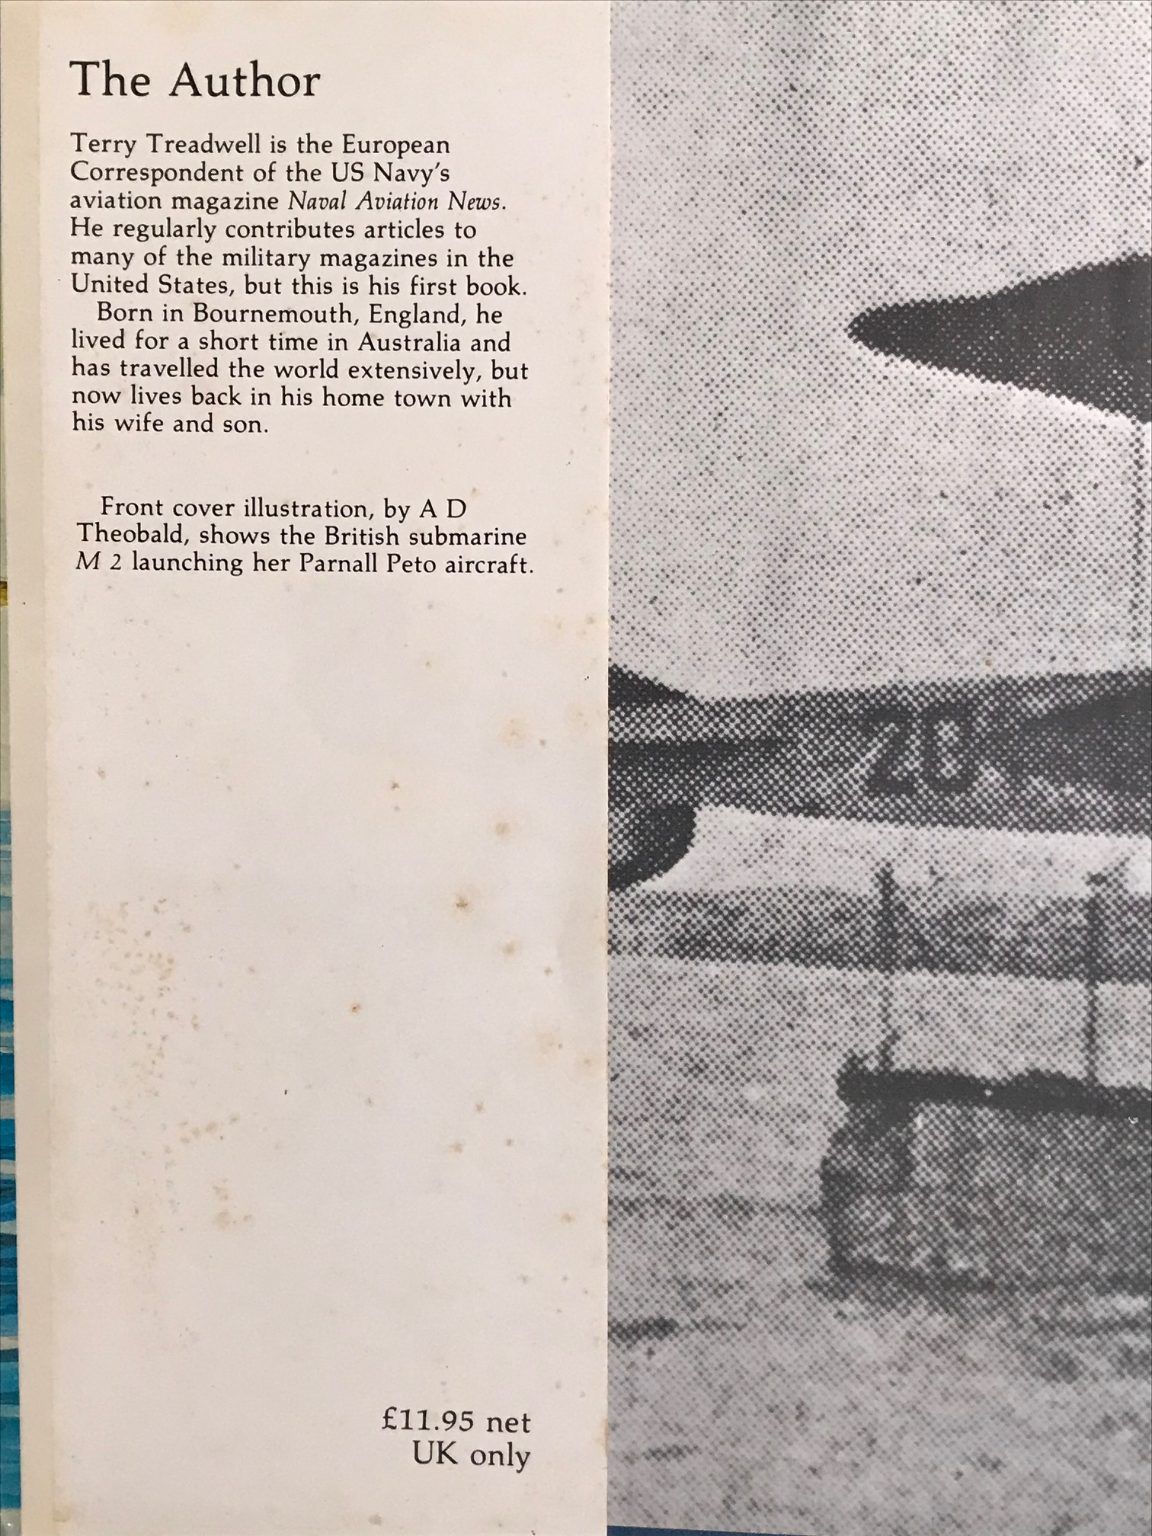 The Author
Terry Treadwell is the European
Correspondent of the US Navy's
aviation magazine Naval Aviation News.
He regularly contributes articles to
many of the military magazines in the
United States, but this is his first book.
Born in Bournemouth, England, he
lived for a short time in Australia and
has travelled the world extensively, but
now lives back in his home town with
his wife and son.
Front cover illustration, by A D
Theobald, shows the British submarine
M 2 launching her Parnall Peto aircraft.
£11.95 net
UK only
20